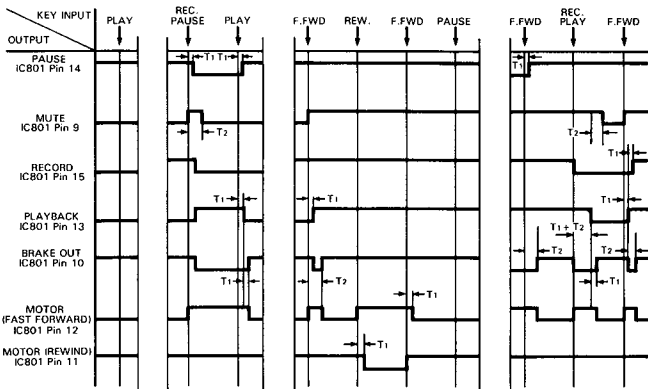 KEY INPUT
OUTPUT
PLAY
REC.
PAUSE
PLAY
F.FWD
REW.
F.FWD
PAUSE
F.FWD
REC.
PLAY
F.FWD
PAUSE
IC801 Pin 14
T1
T1
T1
MUTE
IC801 Pin 9
T2
T2
RECORD
IC801 Pin 15
T1
PLAYBACK
IC801 Pin 13
T1
T1
T1
T1 + T2
BRAKE OUT
IC801 Pin 10
T1
T2
T2
T2
T1
MOTOR
(FAST FORWARD)
IC801 Pin 12
T1
MOTOR (REWIND)
IC801 Pin 11
T1